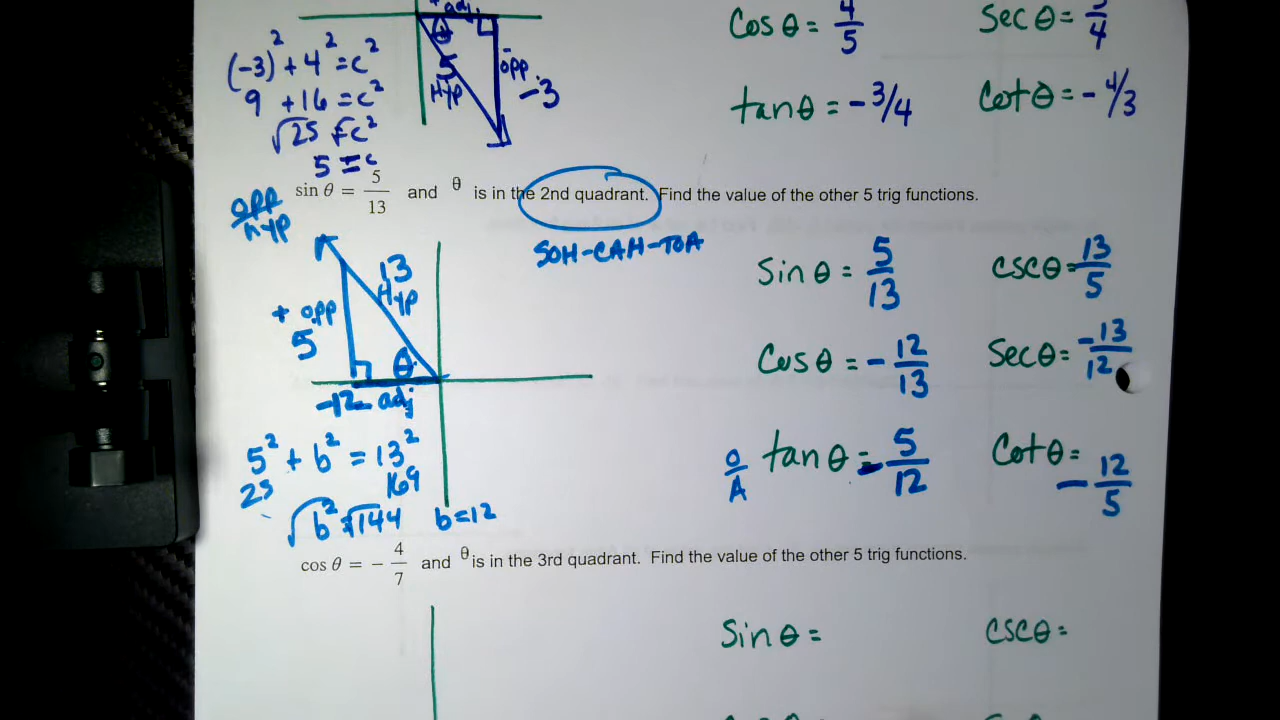 + adj
θ
5
Hyp
-
opp
-3
(-3)² + 4² = c²
9 + 16 = c²
√25 = c²
5 = c
cos θ = 4/5
sec θ = 5/4
tan θ = - 3/4
cot θ = - 4/3
sin θ = 5/13 and θ is in the 2nd quadrant. Find the value of the other 5 trig functions.
opp/hyp
SOH-CAH-TOA
13
Hyp
+ opp
5
θ
-12 adj
5² + b² = 13²
25 169
√b² = √144 b = 12
sin θ = 5/13
csc θ = 13/5
cos θ = - 12/13
sec θ = -13/12
O/A tan θ = - 5/12
cot θ = - 12/5
cos θ = - 4/7 and θ is in the 3rd quadrant. Find the value of the other 5 trig functions.
sin θ =
csc θ =